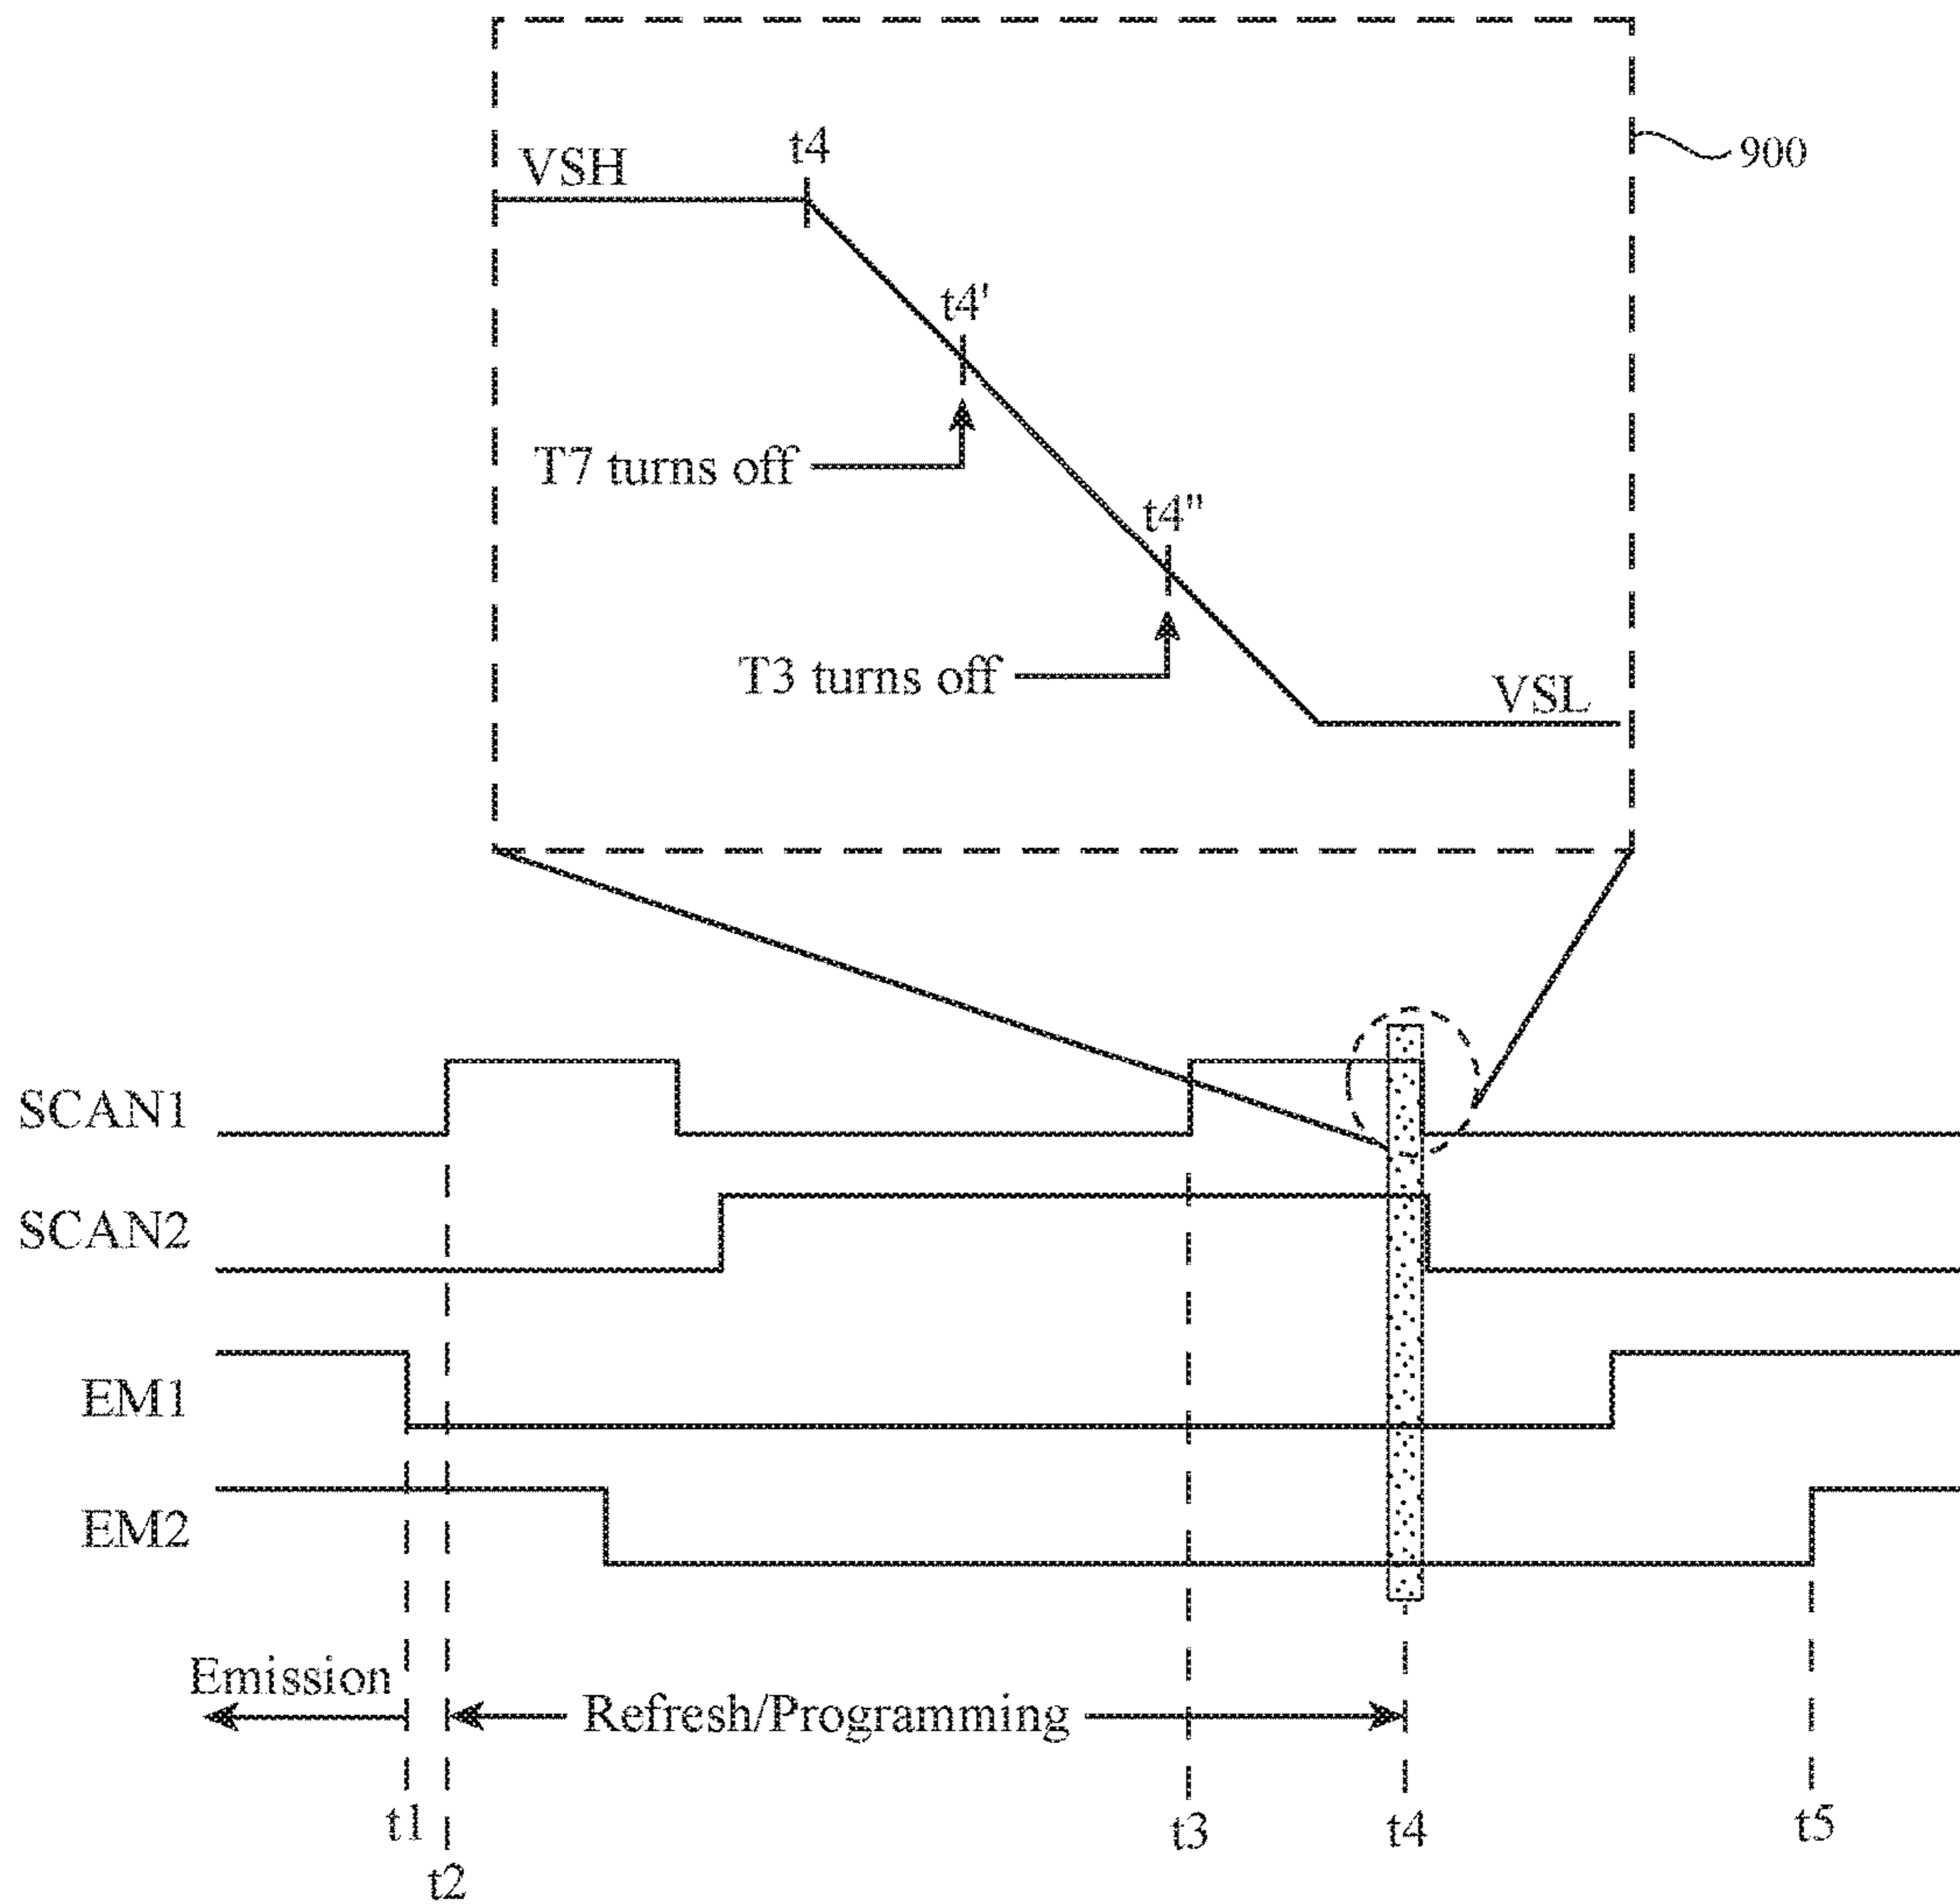 VSH
t4
900
t4'
T7 turns off
t4"
T3 turns off
VSL
SCAN1
SCAN2
EM1
EM2
Emission
Refresh/Programming
t1
t2
t3
t4
t5